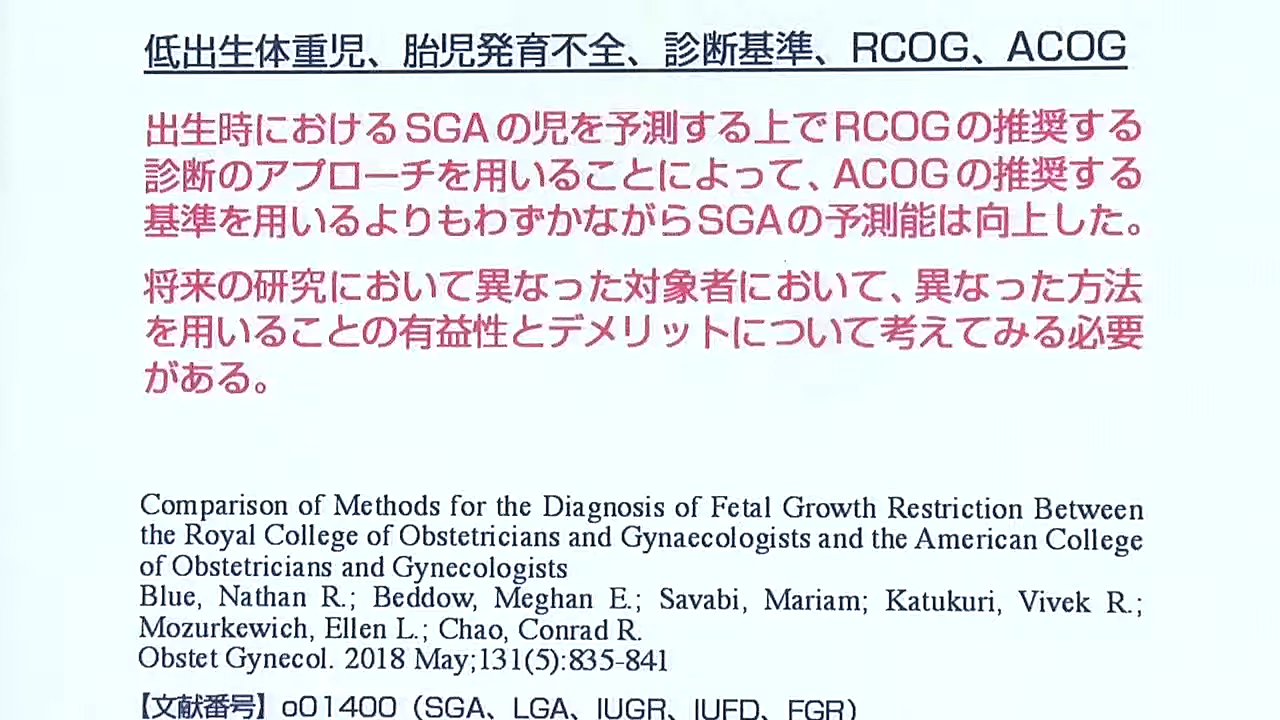 低出生体重児、胎児発育不全、診断基準、RCOG、ACOG
出生時におけるSGAの児を予測する上でRCOGの推奨する
診断のアプローチを用いることによって、ACOGの推奨する
基準を用いるよりもわずかながらSGAの予測能は向上した。
将来の研究において異なった対象者において、異なった方法
を用いることの有益性とデメリットについて考えてみる必要
がある。
Comparison of Methods for the Diagnosis of Fetal Growth Restriction Between
the Royal College of Obstetricians and Gynaecologists and the American College
of Obstetricians and Gynecologists
Blue, Nathan R.; Beddow, Meghan E.; Savabi, Mariam; Katukuri, Vivek R.;
Mozurkewich, Ellen L.; Chao, Conrad R.
Obstet Gynecol. 2018 May;131(5):835-841
【文献番号】o01400（SGA、LGA、IUGR、IUFD、FGR）